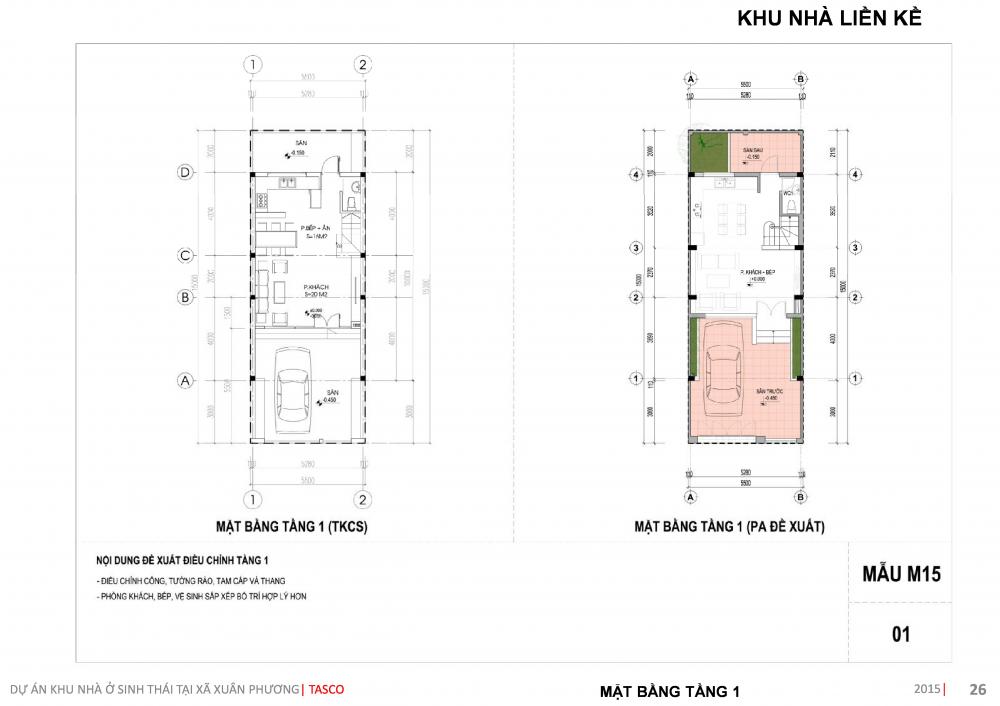 KHU NHÀ LIỀN KỀ
1 2
5500
5280
SÂN
-0.150
D
P.BẾP + ĂN
S=16M2
C
P.KHÁCH
S=20 M2
±0.000
B
A
SÂN
-0.450
5280
5500
1 2
MẶT BẰNG TẦNG 1 (TKCS)
A B
5500
5280
SÂN SAU
-0.150
4 4
WC1
3 3
P. KHÁCH - BẾP
±0.000
2 2
1 1
SÂN TRƯỚC
-0.450
5280
5500
A B
MẶT BẰNG TẦNG 1 (PA ĐỀ XUẤT)
NỘI DUNG ĐỀ XUẤT ĐIỀU CHỈNH TẦNG 1
- ĐIỀU CHỈNH CỔNG, TƯỜNG RÀO, TAM CẤP VÀ THANG
- PHÒNG KHÁCH, BẾP, VỆ SINH SẮP XẾP BỐ TRÍ HỢP LÝ HƠN
MẪU M15
01
DỰ ÁN KHU NHÀ Ở SINH THÁI TẠI XÃ XUÂN PHƯƠNG| TASCO
MẶT BẰNG TẦNG 1
2015| 26